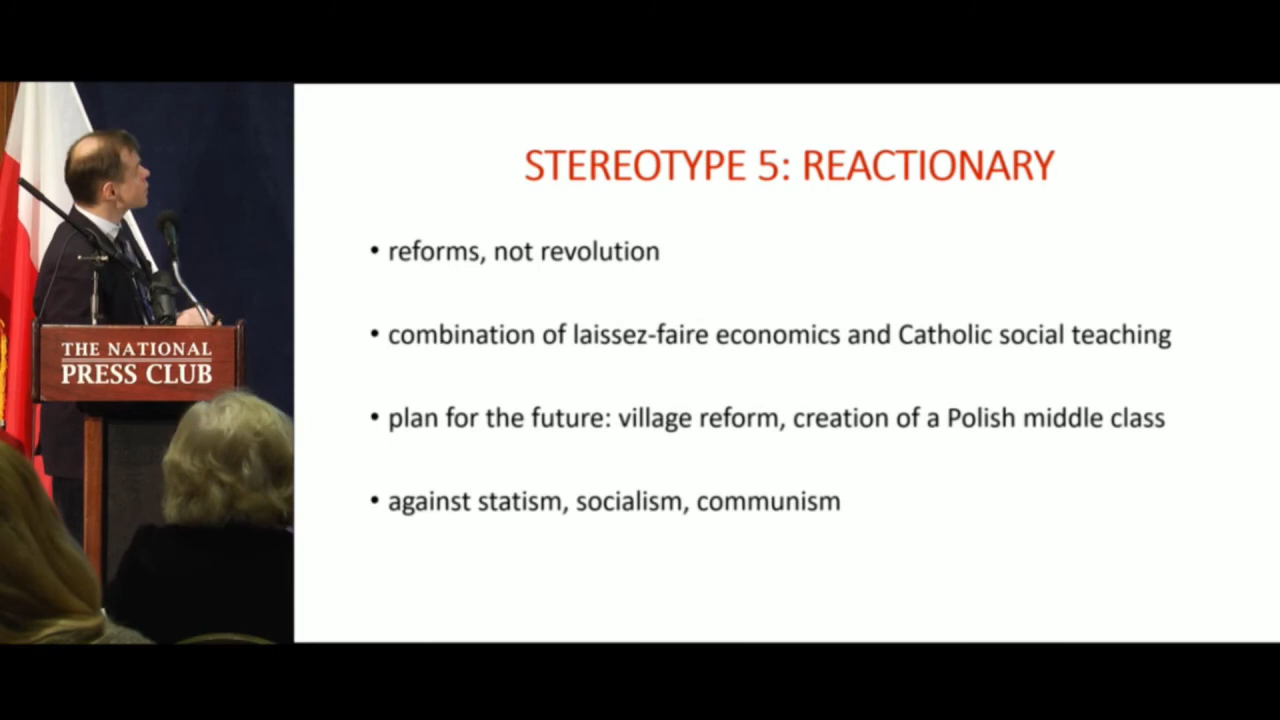 THE NATIONAL
PRESS CLUB
STEREOTYPE 5: REACTIONARY
• reforms, not revolution
• combination of laissez-faire economics and Catholic social teaching
• plan for the future: village reform, creation of a Polish middle class
• against statism, socialism, communism